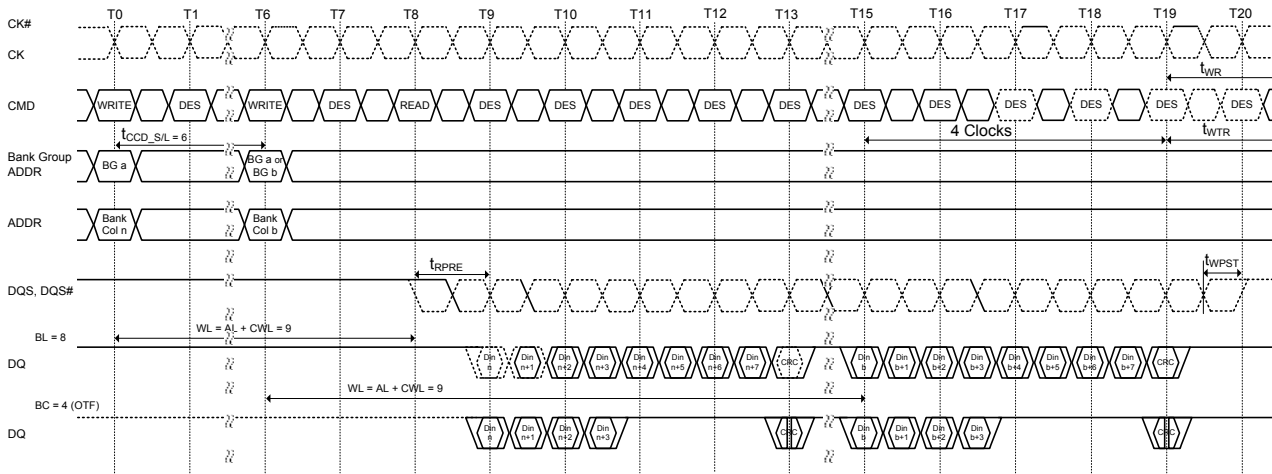 T0 T1 T6 T7 T8 T9 T10 T11 T12 T13 T15 T16 T17 T18 T19 T20
CK#
CK
tWR
CMD WRITE DES WRITE DES READ DES DES DES DES DES DES DES DES DES DES DES
tCCD_S/L = 6
4 Clocks
tWTR
Bank Group
ADDR
BG a
BG a or
BG b
ADDR
Bank
Col n
Bank
Col b
tRPRE
tWPST
DQS, DQS#
BL = 8
WL = AL + CWL = 9
DQ
Din
n
Din
n+1
Din
n+2
Din
n+3
Din
n+4
Din
n+5
Din
n+6
Din
n+7
CRC
Din
b
Din
b+1
Din
b+2
Din
b+3
Din
b+4
Din
b+5
Din
b+6
Din
b+7
CRC
WL = AL + CWL = 9
BC = 4 (OTF)
DQ
Din
n
Din
n+1
Din
n+2
Din
n+3
CRC
Din
b
Din
b+1
Din
b+2
Din
b+3
CRC